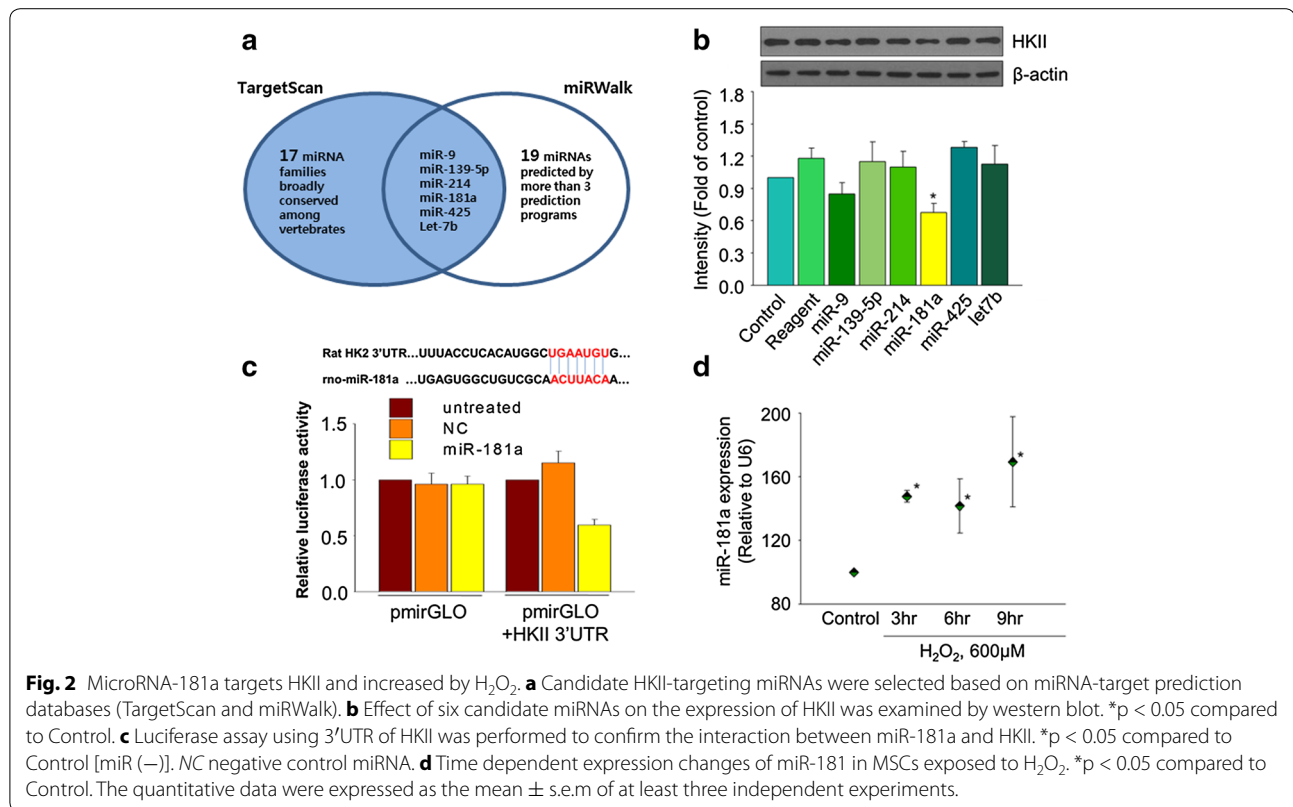 a
TargetScan
miRWalk
17 miRNA
families
broadly
conserved
among
vertebrates
miR-9
miR-139-5p
miR-214
miR-181a
miR-425
Let-7b
19 miRNAs
predicted by
more than 3
prediction
programs
b
HKII
β-actin
Intensity (Fold of control)
1.8
1.5
1.2
0.9
0.6
0.3
0.0
*
Control
Reagent
miR-9
miR-139-5p
miR-214
miR-181a
miR-425
let7b
c
Rat HK2 3'UTR...UUUACCUCACAUGGCUGAAUGUG...
rno-miR-181a ...UGAGUGGCUGUCGCAACUUACAA...
untreated
NC
miR-181a
Relative luciferase activity
1.5
1.0
0.5
0.0
pmirGLO
pmirGLO
+HKII 3'UTR
d
miR-181a expression
(Relative to U6)
200
160
120
80
*
*
*
Control
3hr
6hr
9hr
H₂O₂, 600µM
Fig. 2 MicroRNA-181a targets HKII and increased by H₂O₂. a Candidate HKII-targeting miRNAs were selected based on miRNA-target prediction
databases (TargetScan and miRWalk). b Effect of six candidate miRNAs on the expression of HKII was examined by western blot. *p < 0.05 compared
to Control. c Luciferase assay using 3′UTR of HKII was performed to confirm the interaction between miR-181a and HKII. *p < 0.05 compared to
Control [miR (−)]. NC negative control miRNA. d Time dependent expression changes of miR-181 in MSCs exposed to H₂O₂. *p < 0.05 compared to
Control. The quantitative data were expressed as the mean ± s.e.m of at least three independent experiments.